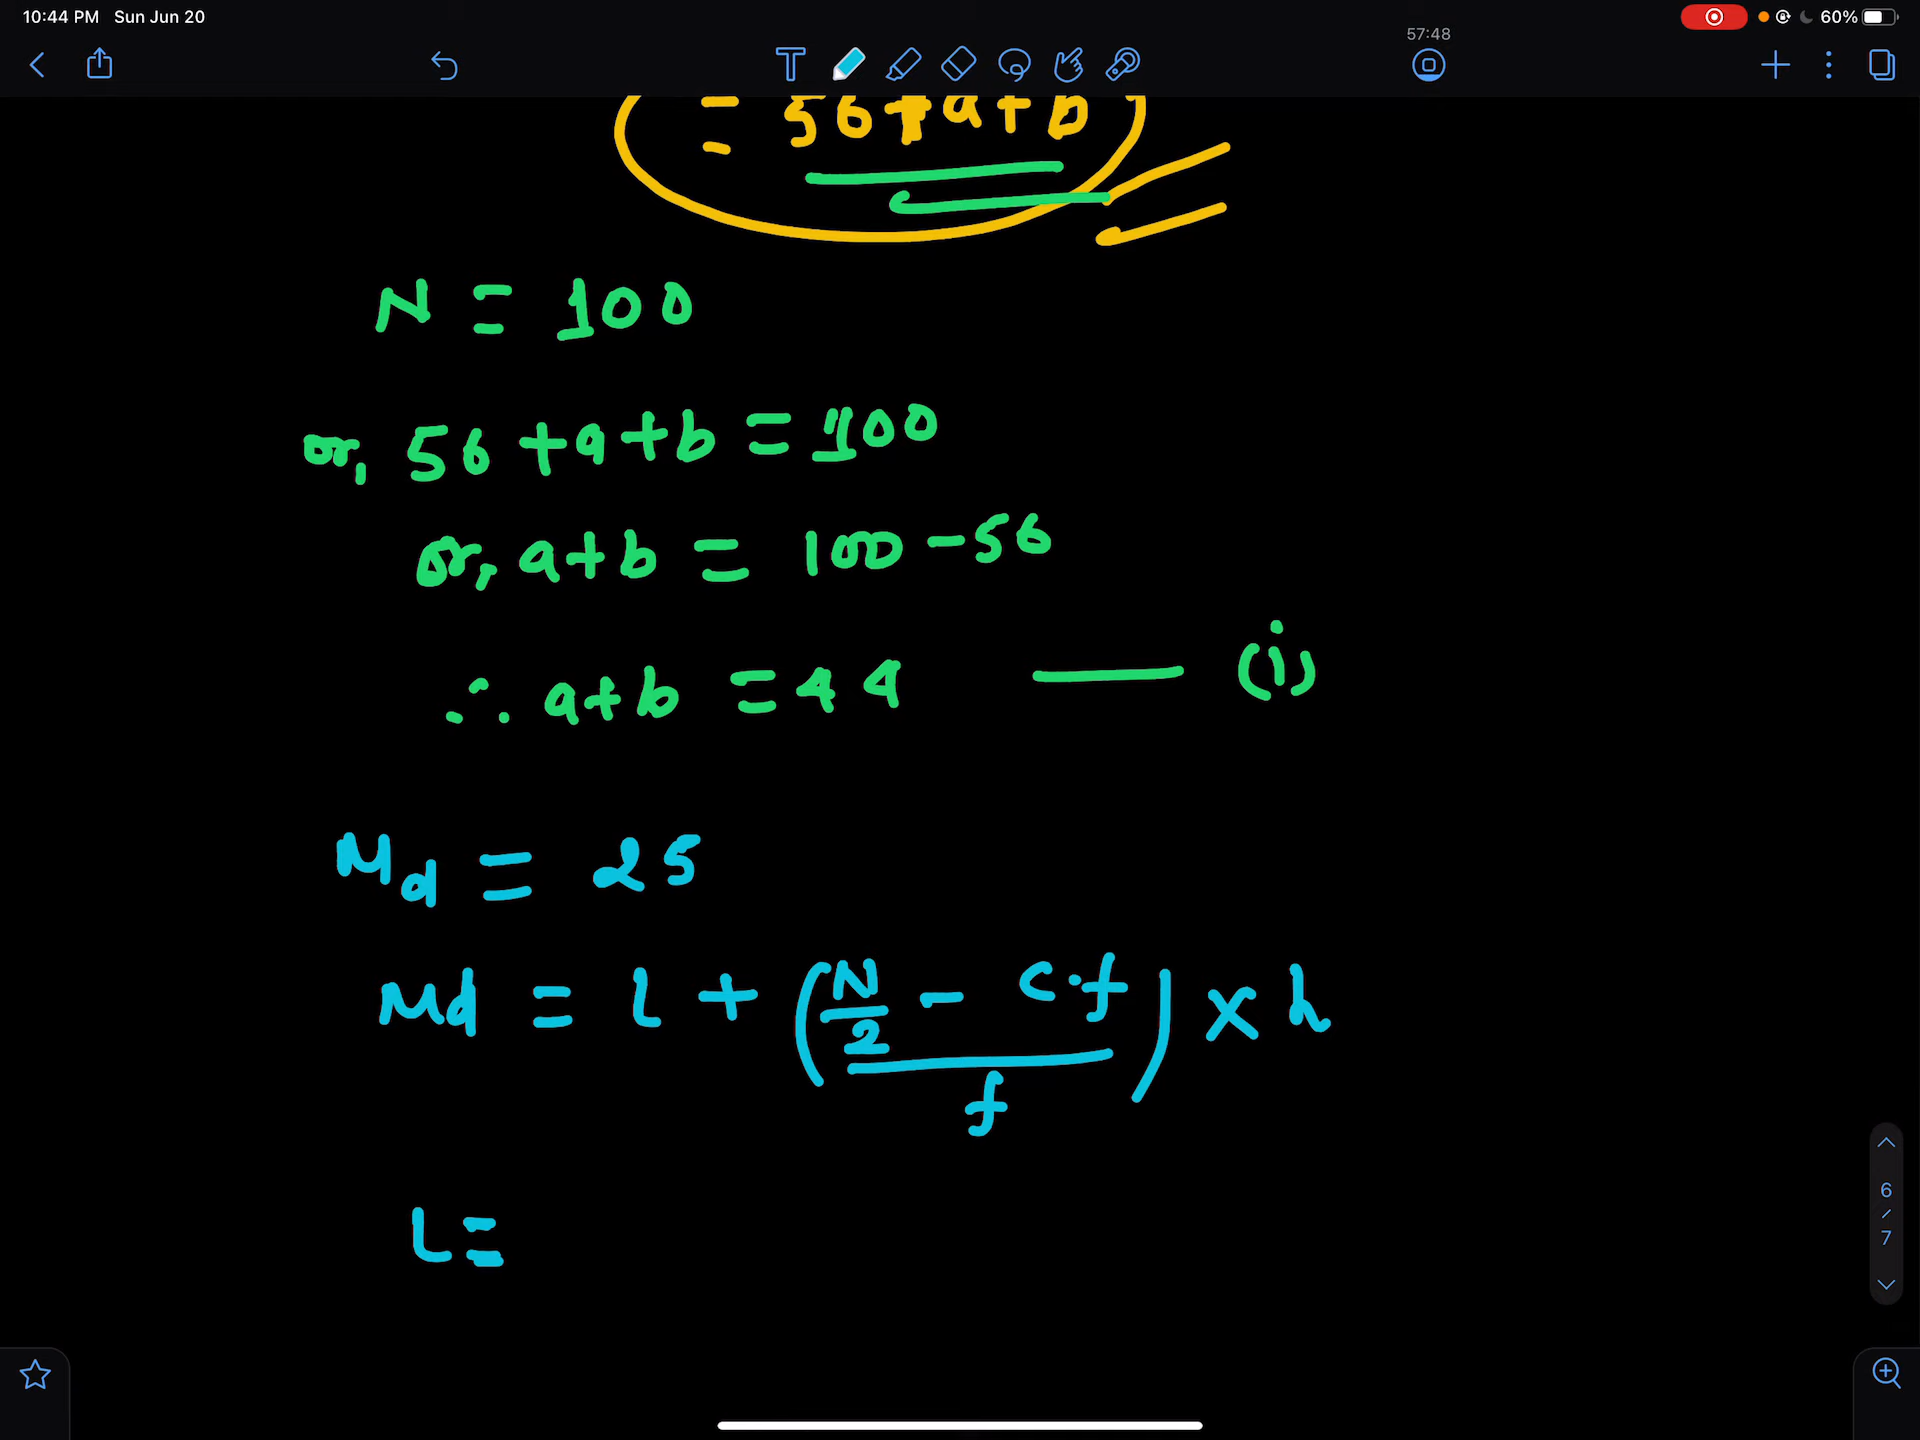 10:44 PM Sun Jun 20
60%
57:48
= 56+a+b
N = 100
or, 56 +a+b = 100
or, a+b = 100 -56
∴ a+b = 44 —— (i)
Md = 25
Md = l + (N/2 - c.f / f) × h
L=
6
/
7